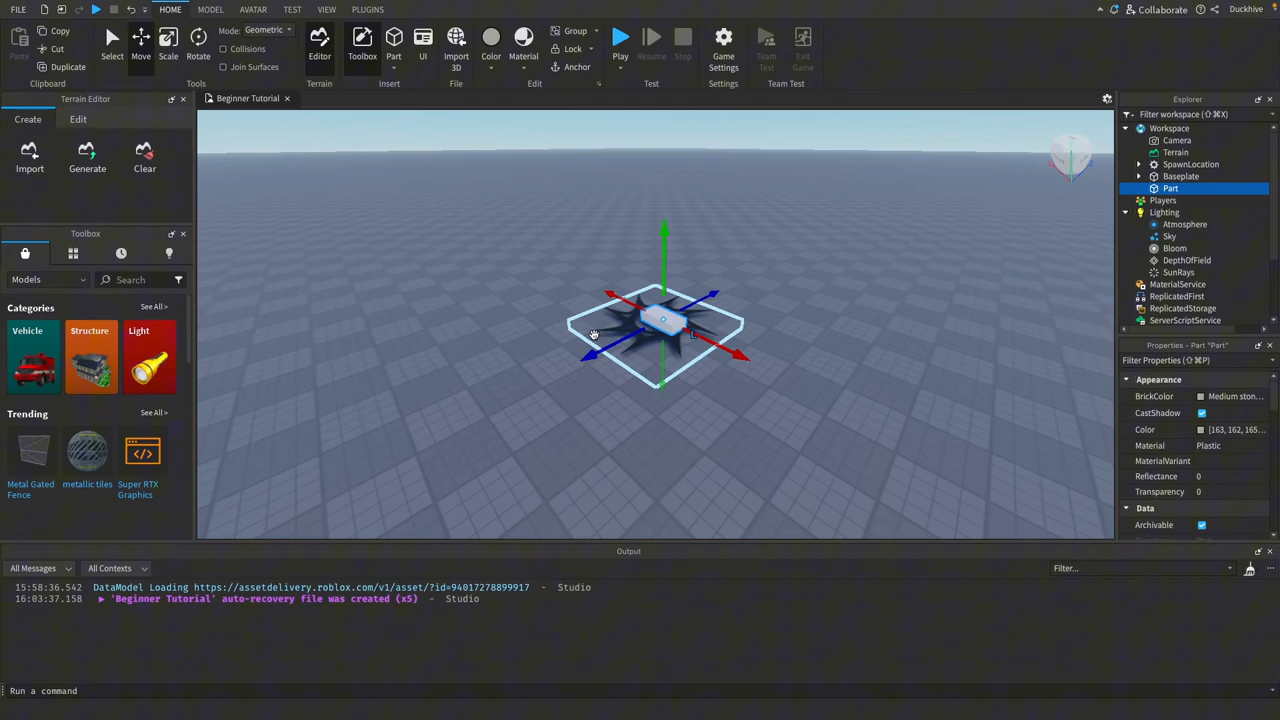 FILE HOME MODEL AVATAR TEST VIEW PLUGINS Collaborate Duckhive
Paste Copy Cut Duplicate Clipboard
Select Move Scale Rotate Mode: Geometric Collisions Join Surfaces Tools
Editor Terrain
Toolbox Part UI Insert
Import 3D File
Color Material Group Lock Anchor Edit
Play Resume Stop Test
Game Settings Settings
Team Test Exit Game Team Test
Terrain Editor
Create Edit
Import Generate Clear
Toolbox
Models Search
Categories See All >
Vehicle Structure Light
Trending See All >
Metal Gated Fence
metallic tiles
Super RTX Graphics
Beginner Tutorial
L
Explorer
Filter workspace (⇧⌘X)
Workspace
Camera
Terrain
SpawnLocation
Baseplate
Part
Players
Lighting
Atmosphere
Sky
Bloom
DepthOfField
SunRays
MaterialService
ReplicatedFirst
ReplicatedStorage
ServerScriptService
Properties - Part "Part"
Filter Properties (⇧⌘P)
Appearance
BrickColor Medium ston...
CastShadow
Color [163, 162, 165...
Material Plastic
MaterialVariant
Reflectance 0
Transparency 0
Data
Archivable
Output
All Messages All Contexts Filter...
15:58:36.542 DataModel Loading https://assetdelivery.roblox.com/v1/asset/?id=94017278899917 - Studio
16:03:37.158 ▶ 'Beginner Tutorial' auto-recovery file was created (x5) - Studio
Run a command